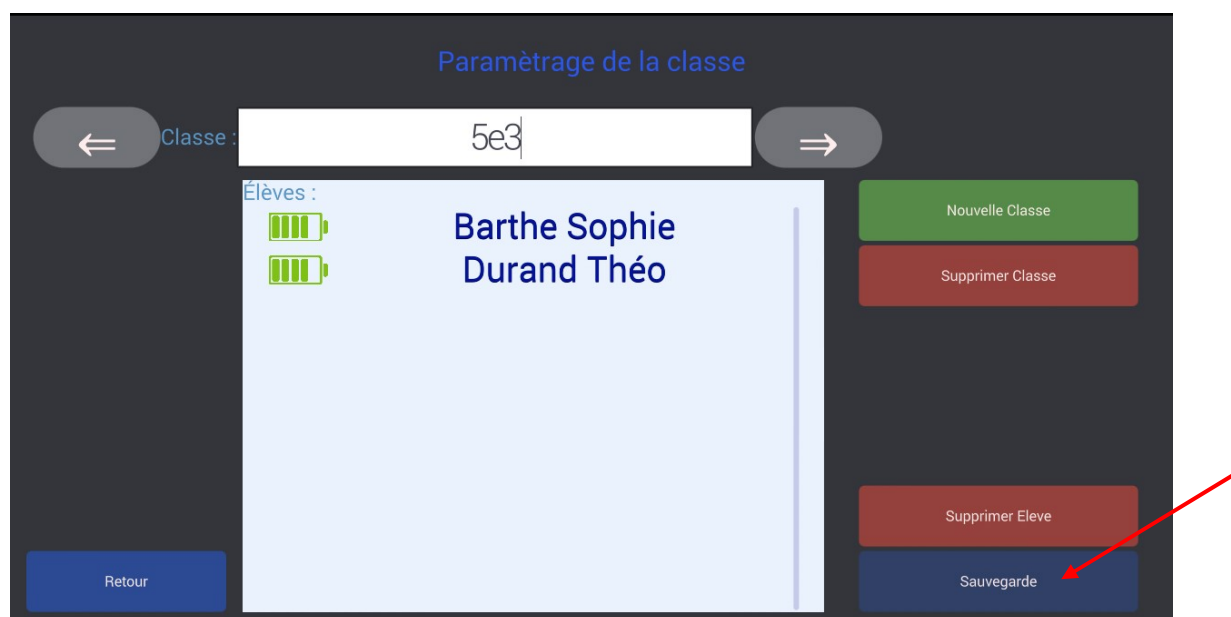 Paramètrage de la classe
⇐ Classe : 5e3 ⇒
Élèves :
Barthe Sophie
Durand Théo
Nouvelle Classe
Supprimer Classe
Supprimer Eleve
Retour
Sauvegarde